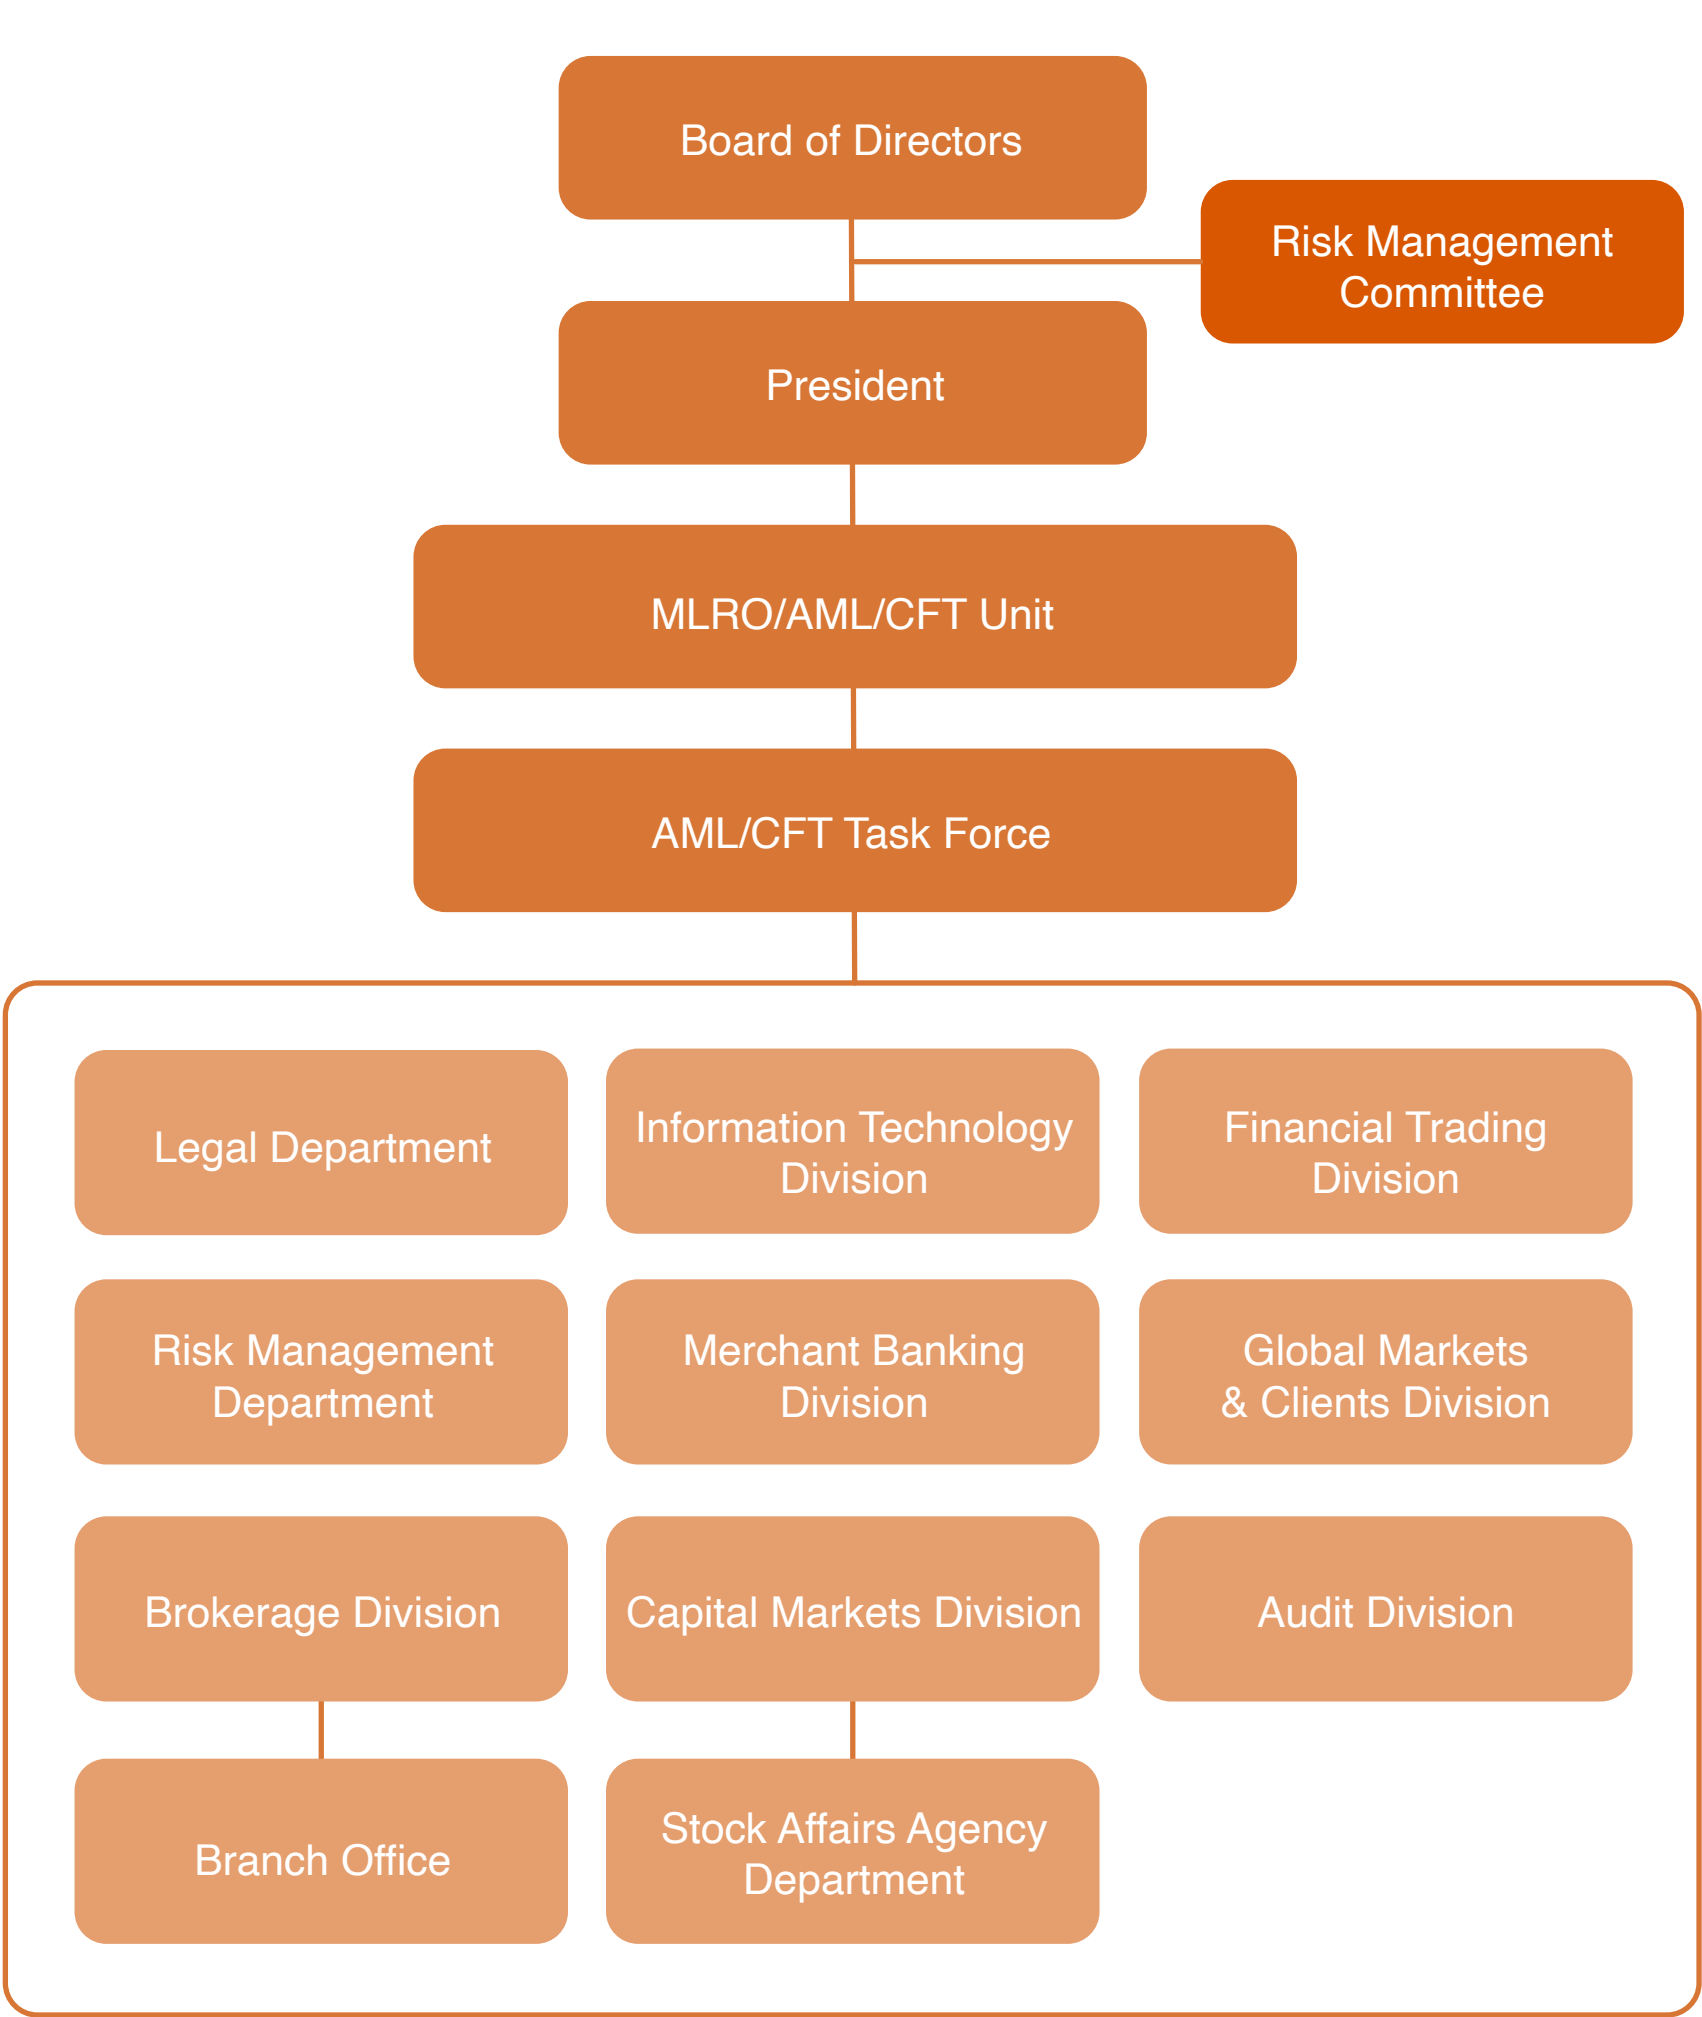 Board of Directors
Risk Management
Committee
President
MLRO/AML/CFT Unit
AML/CFT Task Force
Legal Department
Information Technology
Division
Financial Trading
Division
Risk Management
Department
Merchant Banking
Division
Global Markets
& Clients Division
Brokerage Division
Capital Markets Division
Audit Division
Branch Office
Stock Affairs Agency
Department